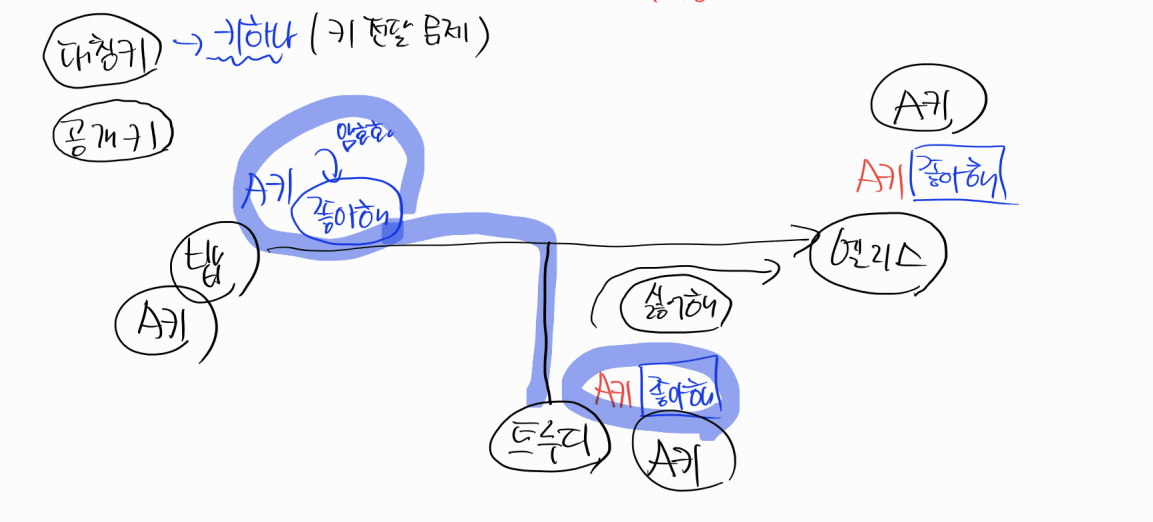 대칭키 → 키하나 (키 전달 문제)
공개키
암호화
A키
좋아해
팁
A키
A키
A키 좋아해
엘리스
싫어해
A키 좋아해
트루디
A키